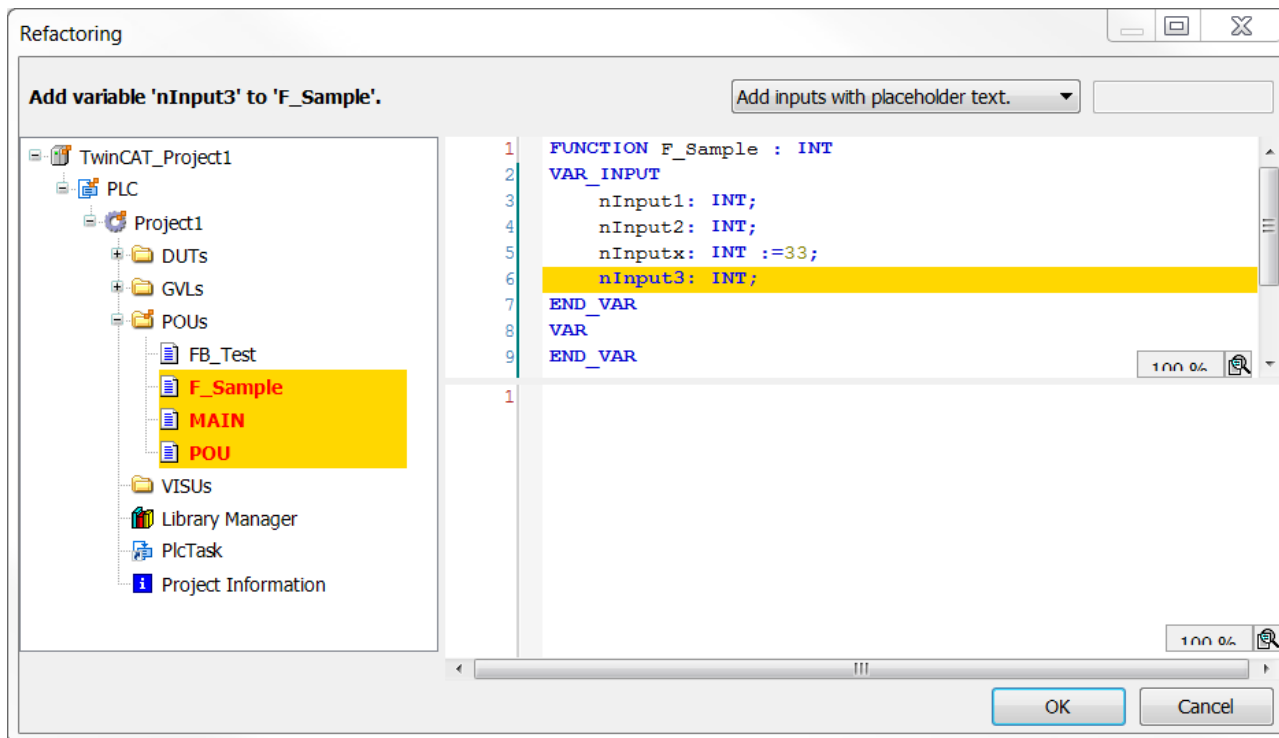 Refactoring
Add variable 'nInput3' to 'F_Sample'.
Add inputs with placeholder text.
TwinCAT_Project1
PLC
Project1
DUTs
GVLs
POUs
FB_Test
F_Sample
MAIN
POU
VISUs
Library Manager
PlcTask
Project Information
1 FUNCTION F_Sample : INT
2 VAR_INPUT
3 nInput1: INT;
4 nInput2: INT;
5 nInputx: INT :=33;
6 nInput3: INT;
7 END_VAR
8 VAR
9 END_VAR
100 %
1
100 %
OK
Cancel